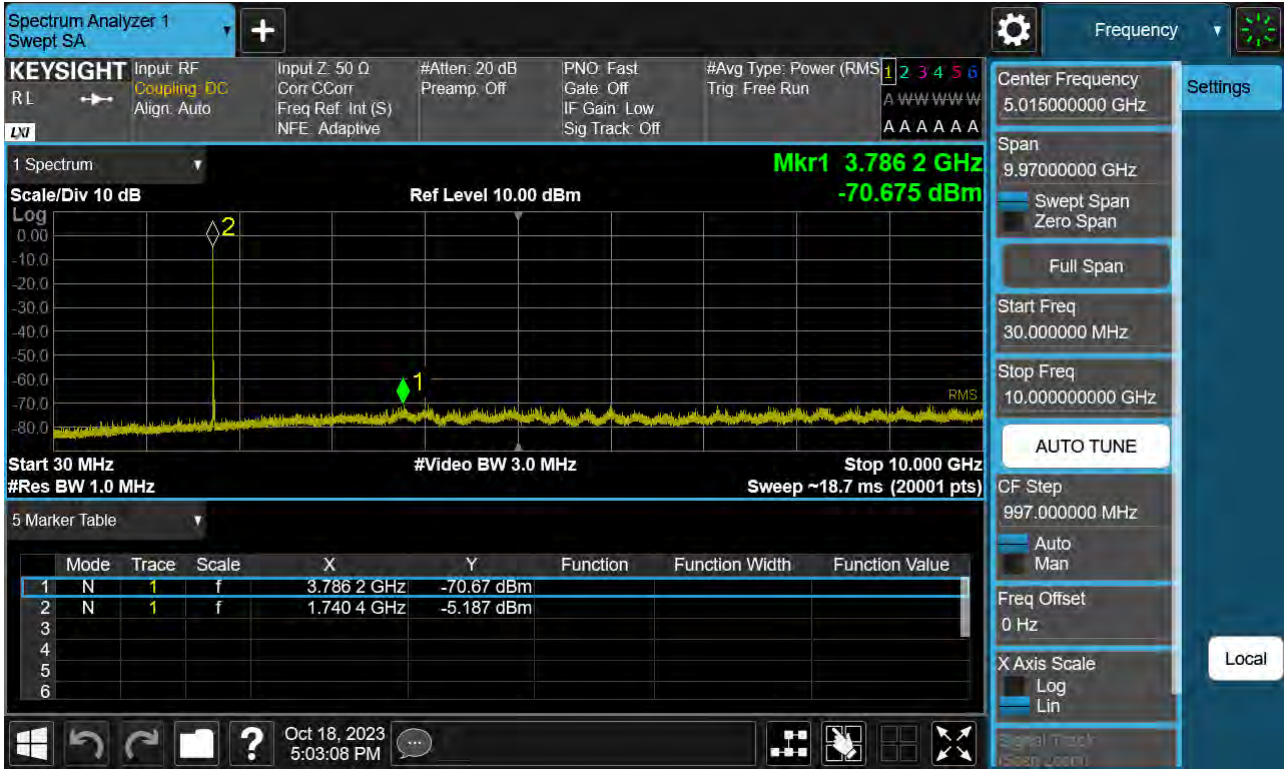 Spectrum Analyzer 1
Swept SA
Frequency
KEYSIGHT
RL
LXI
Input: RF
Coupling: DC
Align: Auto
Input Z: 50 Ω
Corr CCorr
Freq Ref: Int (S)
NFE: Adaptive
#Atten: 20 dB
Preamp: Off
PNO: Fast
Gate: Off
IF Gain: Low
Sig Track: Off
#Avg Type: Power (RMS
Trig: Free Run
1 2 3 4 5 6
A W W W W W
A A A A A A
1 Spectrum
Scale/Div 10 dB
Ref Level 10.00 dBm
Mkr1 3.786 2 GHz
-70.675 dBm
Log
0.00
-10.0
-20.0
-30.0
-40.0
-50.0
-60.0
-70.0
-80.0
2
1
RMS
Start 30 MHz
#Video BW 3.0 MHz
Stop 10.000 GHz
#Res BW 1.0 MHz
Sweep ~18.7 ms (20001 pts)
5 Marker Table
Mode Trace Scale X Y Function Function Width Function Value
1 N 1 f 3.786 2 GHz -70.67 dBm
2 N 1 f 1.740 4 GHz -5.187 dBm
3
4
5
6
Oct 18, 2023
5:03:08 PM
Center Frequency
5.015000000 GHz
Settings
Span
9.97000000 GHz
Swept Span
Zero Span
Full Span
Start Freq
30.000000 MHz
Stop Freq
10.000000000 GHz
AUTO TUNE
CF Step
997.000000 MHz
Auto
Man
Freq Offset
0 Hz
X Axis Scale
Log
Lin
Local
Signal Track
(Span Zoom)